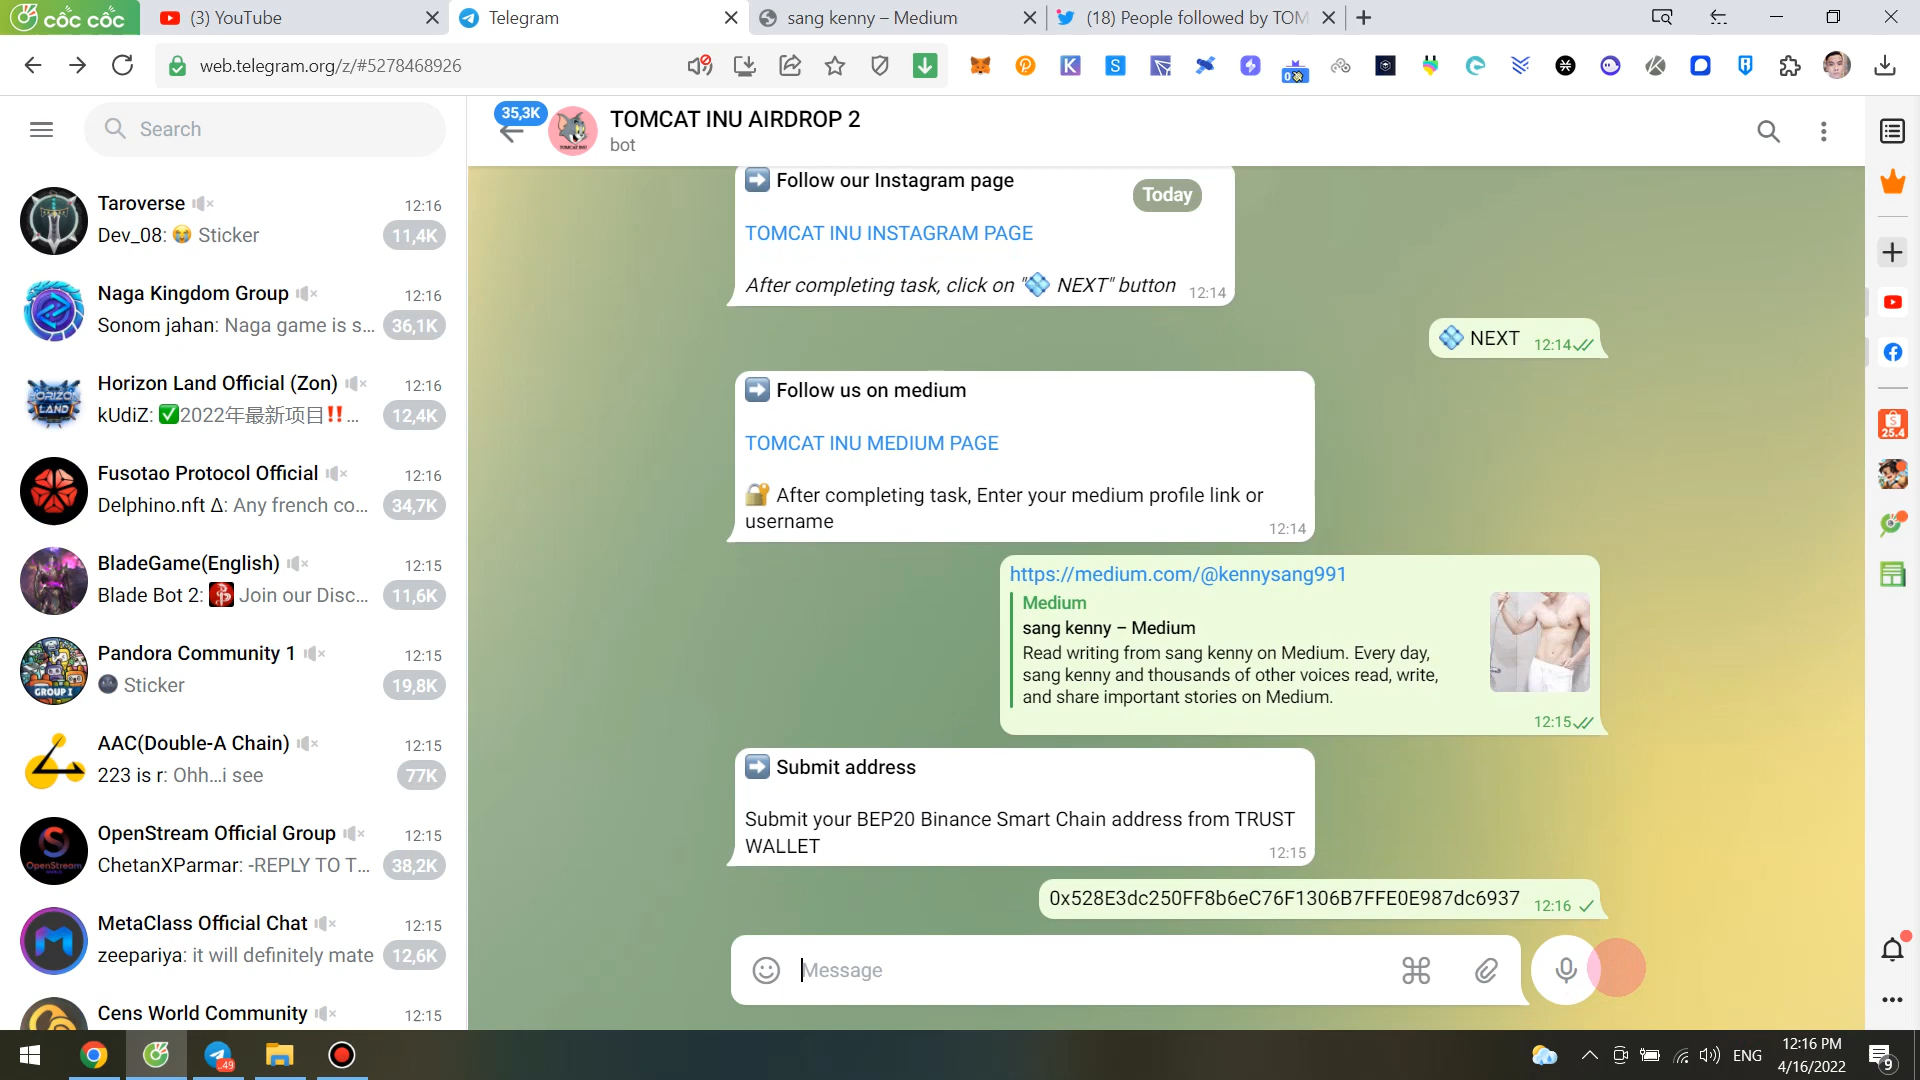 cốc cốc
(3) YouTube
Telegram
sang kenny – Medium
(18) People followed by TOM
web.telegram.org/z/#5278468926
Search
Taroverse
12:16
Dev_08: 😭 Sticker
11,4K
Naga Kingdom Group
12:16
Sonom jahan: Naga game is s...
36,1K
Horizon Land Official (Zon)
12:16
kUdiZ: ✅2022年最新项目‼️...
12,4K
Fusotao Protocol Official
12:16
Delphino.nft Δ: Any french co...
34,7K
BladeGame(English)
12:15
Blade Bot 2: Join our Disc...
11,6K
GROUP I
Pandora Community 1
12:15
🌚 Sticker
19,8K
AAC(Double-A Chain)
12:15
223 is r: Ohh...i see
77K
OpenStream
OpenStream Official Group
12:15
ChetanXParmar: -REPLY TO T...
38,2K
MetaClass Official Chat
12:15
zeepariya: it will definitely mate
12,6K
Cens World Community
12:15
35,3K
TOMCAT INU AIRDROP 2
bot
Today
➡️ Follow our Instagram page
TOMCAT INU INSTAGRAM PAGE
After completing task, click on "💠 NEXT" button
12:14
💠 NEXT
12:14
➡️ Follow us on medium
TOMCAT INU MEDIUM PAGE
🔐 After completing task, Enter your medium profile link or
username
12:14
https://medium.com/@kennysang991
Medium
sang kenny – Medium
Read writing from sang kenny on Medium. Every day,
sang kenny and thousands of other voices read, write,
and share important stories on Medium.
12:15
➡️ Submit address
Submit your BEP20 Binance Smart Chain address from TRUST
WALLET
12:15
0x528E3dc250FF8b6eC76F1306B7FFE0E987dc6937
12:16
Message
25.4
49
ENG
12:16 PM
4/16/2022
9